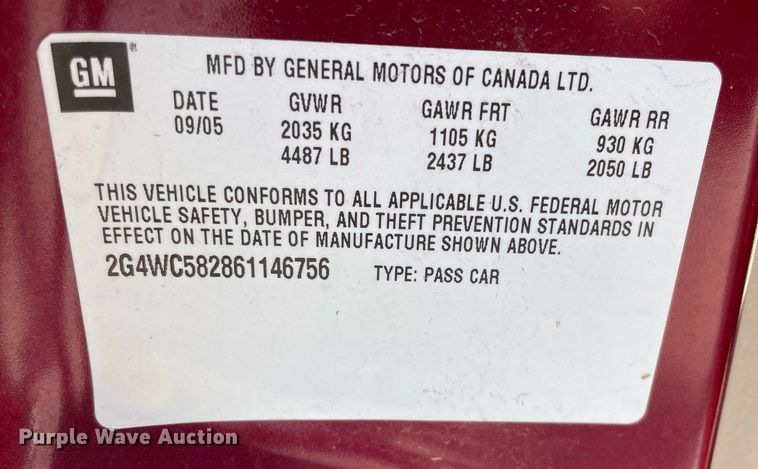 GM ®
MFD BY GENERAL MOTORS OF CANADA LTD.
DATE GVWR GAWR FRT GAWR RR
09/05 2035 KG 1105 KG 930 KG
4487 LB 2437 LB 2050 LB
THIS VEHICLE CONFORMS TO ALL APPLICABLE U.S. FEDERAL MOTOR
VEHICLE SAFETY, BUMPER, AND THEFT PREVENTION STANDARDS IN
EFFECT ON THE DATE OF MANUFACTURE SHOWN ABOVE.
2G4WC582861146756 TYPE: PASS CAR
Purple Wave Auction